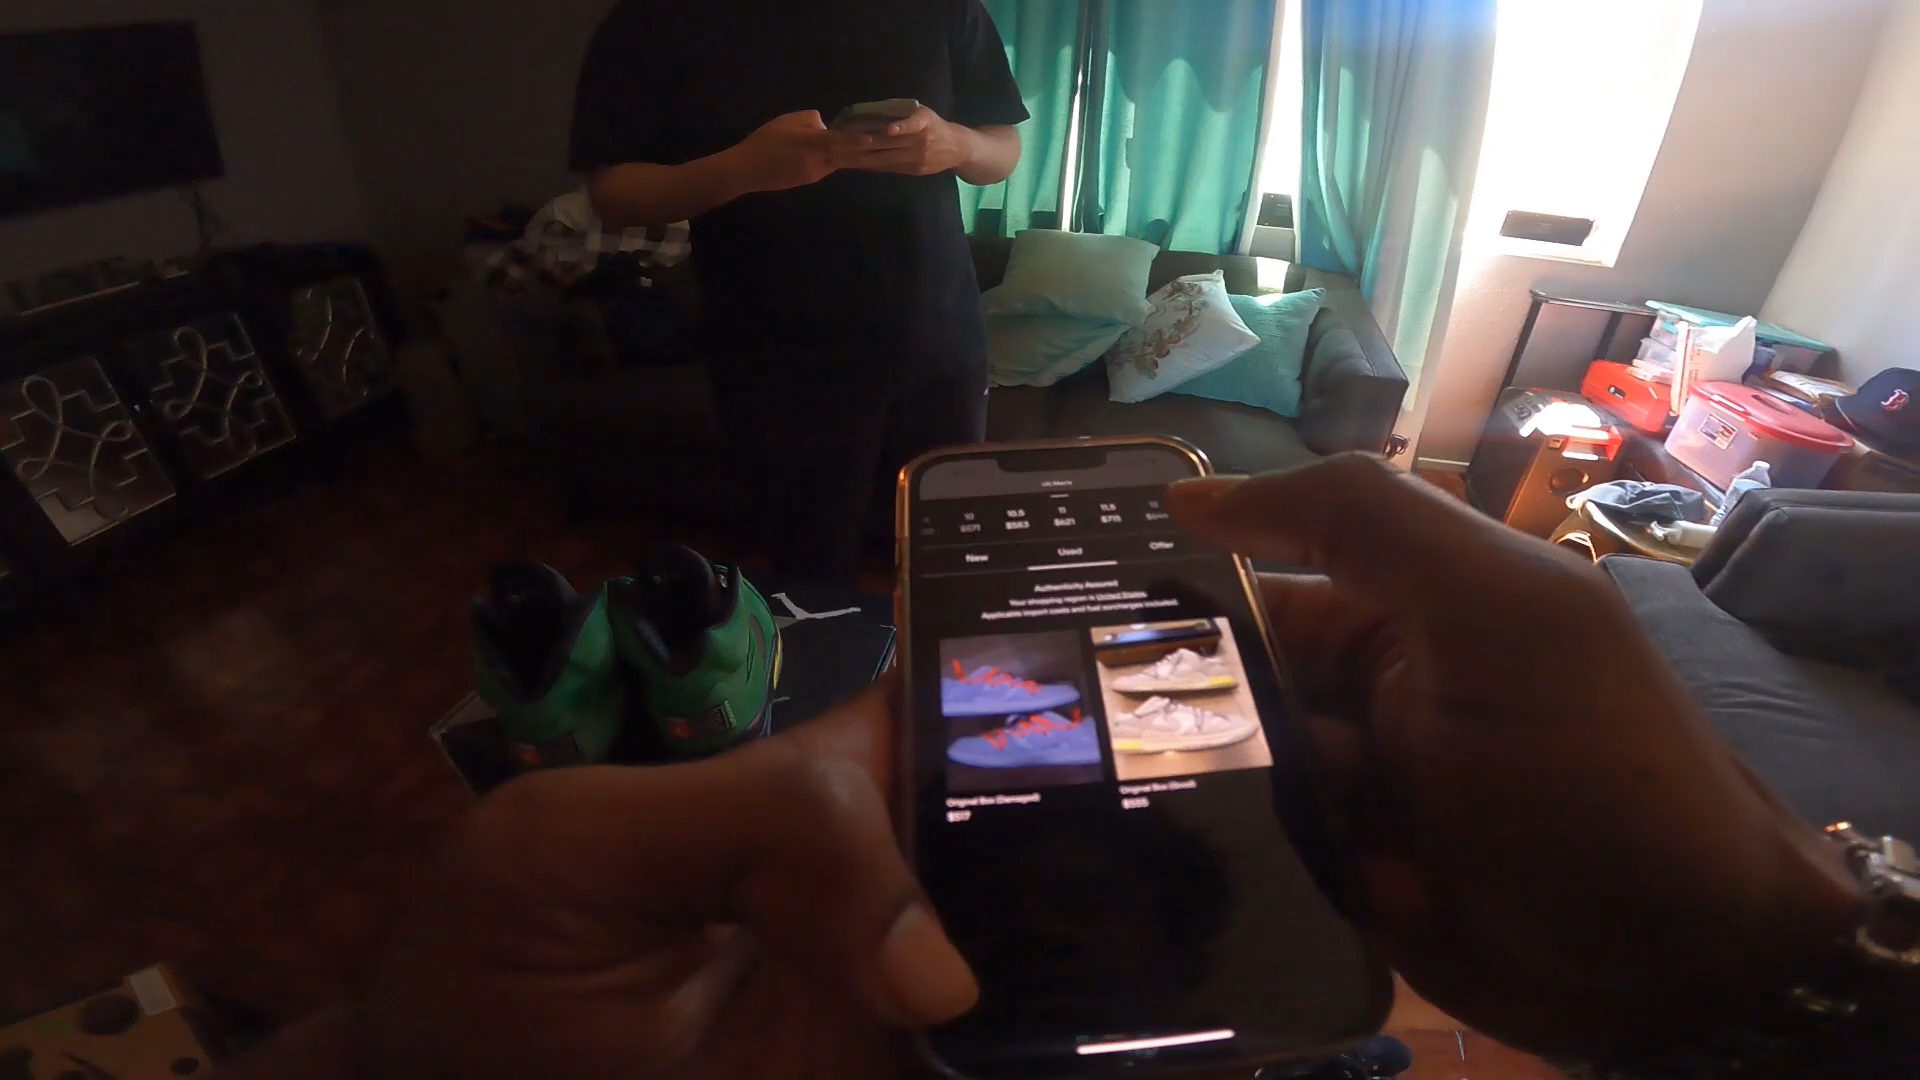 US Men's
10 10.5 11 11.5 12
$571 $583 $621 $715
New Used Offer
Authenticity Assured
Your shopping region is United States
Applicable import costs and fuel surcharges included
Original Box (Damaged) Original Box (Good)
$517 $555
B